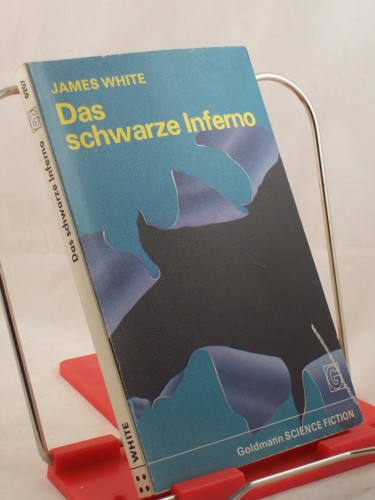 JAMES WHITE
Das
schwarze Inferno
G
Goldmann SCIENCE FICTION
Das schwarze Inferno
WHITE